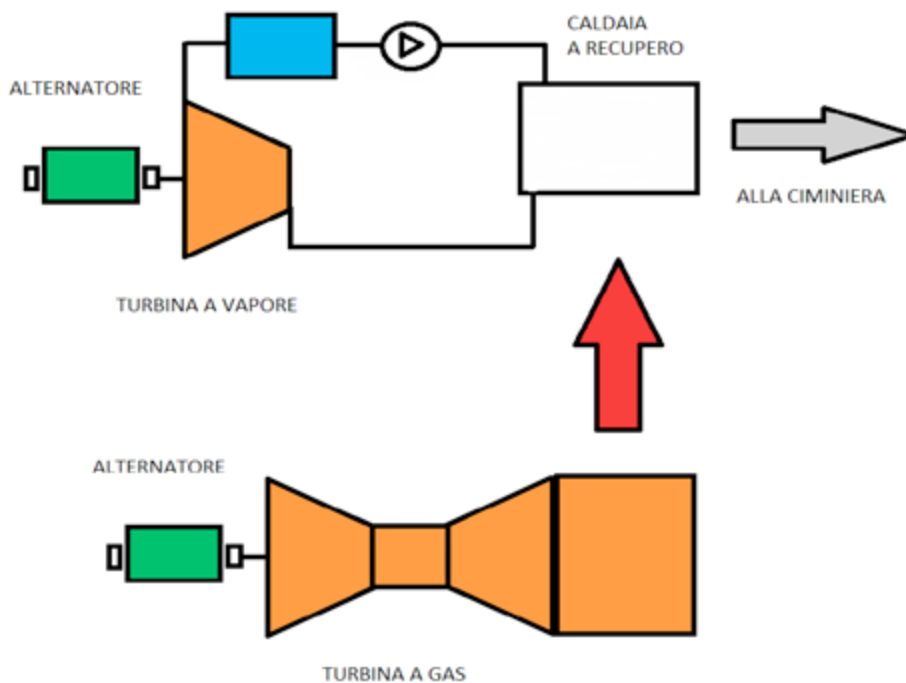 CALDAIA
A RECUPERO
ALTERNATORE
ALLA CIMINIERA
TURBINA A VAPORE
ALTERNATORE
TURBINA A GAS